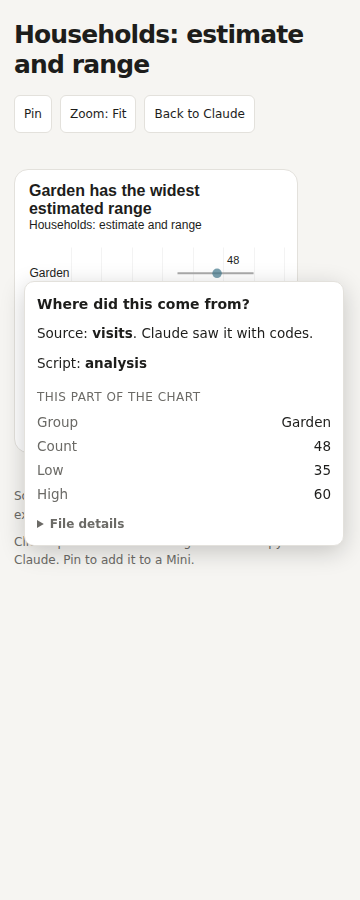 Households: estimate
and range
Pin
Zoom: Fit
Back to Claude
Garden has the widest
estimated range
Households: estimate and range
48
Garden
Where did this come from?
Source: visits. Claude saw it with codes.
Script: analysis
THIS PART OF THE CHART
Group Garden
Count 48
Low 35
High 60
▶ File details
Claude. Pin to add it to a Mini.